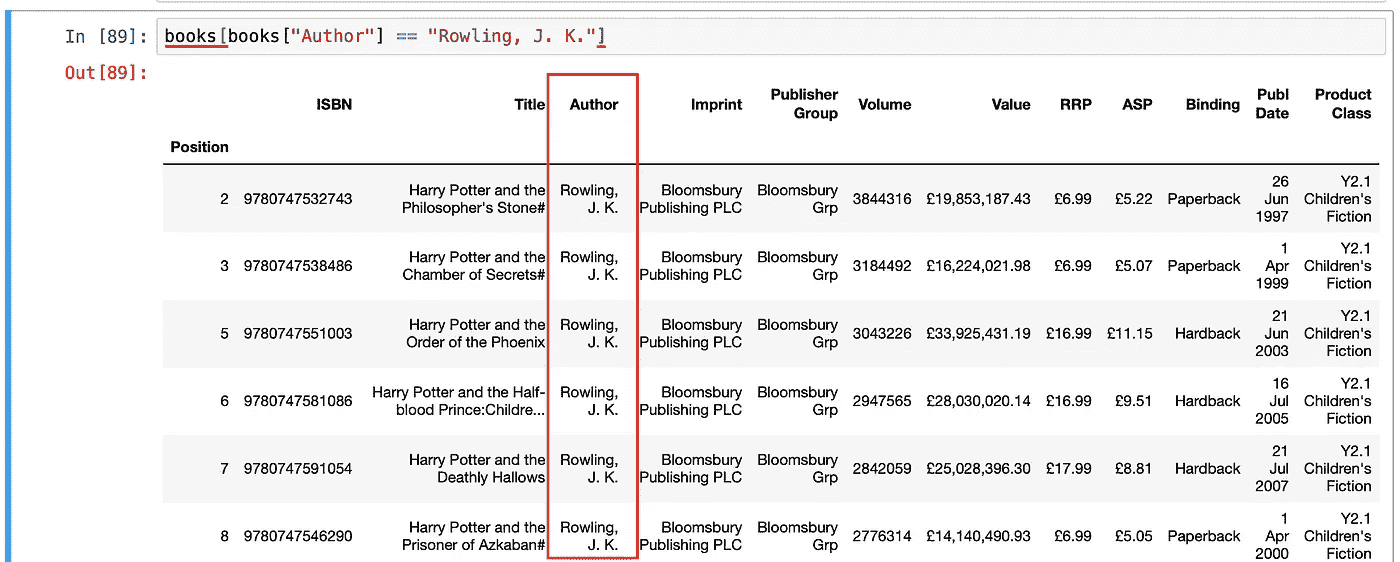 In [89]: books[books["Author"] == "Rowling, J. K."]
Out[89]:
ISBN Title Author Imprint Publisher Group Volume Value RRP ASP Binding Publ Date Product Class
Position
2 9780747532743 Harry Potter and the Philosopher's Stone# Rowling, J. K. Bloomsbury Publishing PLC Bloomsbury Grp 3844316 £19,853,187.43 £6.99 £5.22 Paperback 26 Jun 1997 Y2.1 Children's Fiction
3 9780747538486 Harry Potter and the Chamber of Secrets# Rowling, J. K. Bloomsbury Publishing PLC Bloomsbury Grp 3184492 £16,224,021.98 £6.99 £5.07 Paperback 1 Apr 1999 Y2.1 Children's Fiction
5 9780747551003 Harry Potter and the Order of the Phoenix Rowling, J. K. Bloomsbury Publishing PLC Bloomsbury Grp 3043226 £33,925,431.19 £16.99 £11.15 Hardback 21 Jun 2003 Y2.1 Children's Fiction
6 9780747581086 Harry Potter and the Half-blood Prince:Childre... Rowling, J. K. Bloomsbury Publishing PLC Bloomsbury Grp 2947565 £28,030,020.14 £16.99 £9.51 Hardback 16 Jul 2005 Y2.1 Children's Fiction
7 9780747591054 Harry Potter and the Deathly Hallows Rowling, J. K. Bloomsbury Publishing PLC Bloomsbury Grp 2842059 £25,028,396.30 £17.99 £8.81 Hardback 21 Jul 2007 Y2.1 Children's Fiction
8 9780747546290 Harry Potter and the Prisoner of Azkaban# Rowling, J. K. Bloomsbury Publishing PLC Bloomsbury Grp 2776314 £14,140,490.93 £6.99 £5.05 Paperback 1 Apr 2000 Y2.1 Children's Fiction